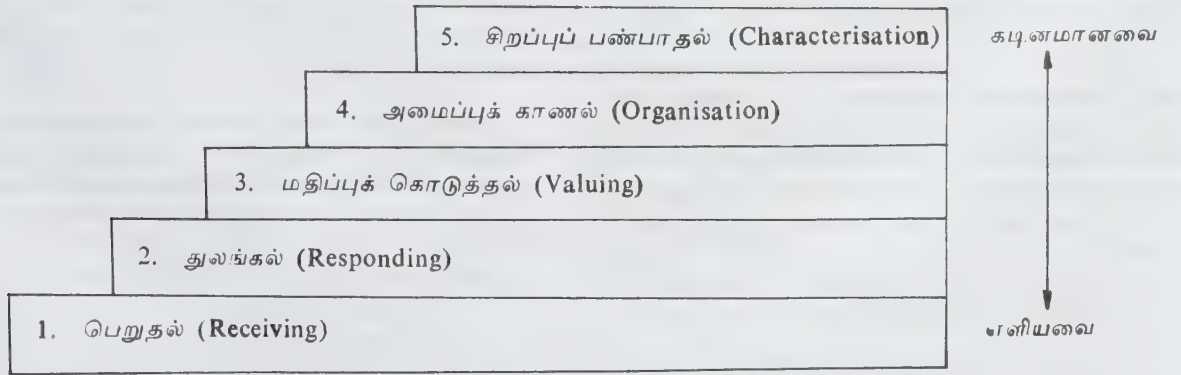 5. சிறப்புப் பண்பாதல் (Characterisation)
கடினமானவை
4. அமைப்புக் காணல் (Organisation)
3. மதிப்புக் கொடுத்தல் (Valuing)
2. துலங்கல் (Responding)
1. பெறுதல் (Receiving)
எளியவை